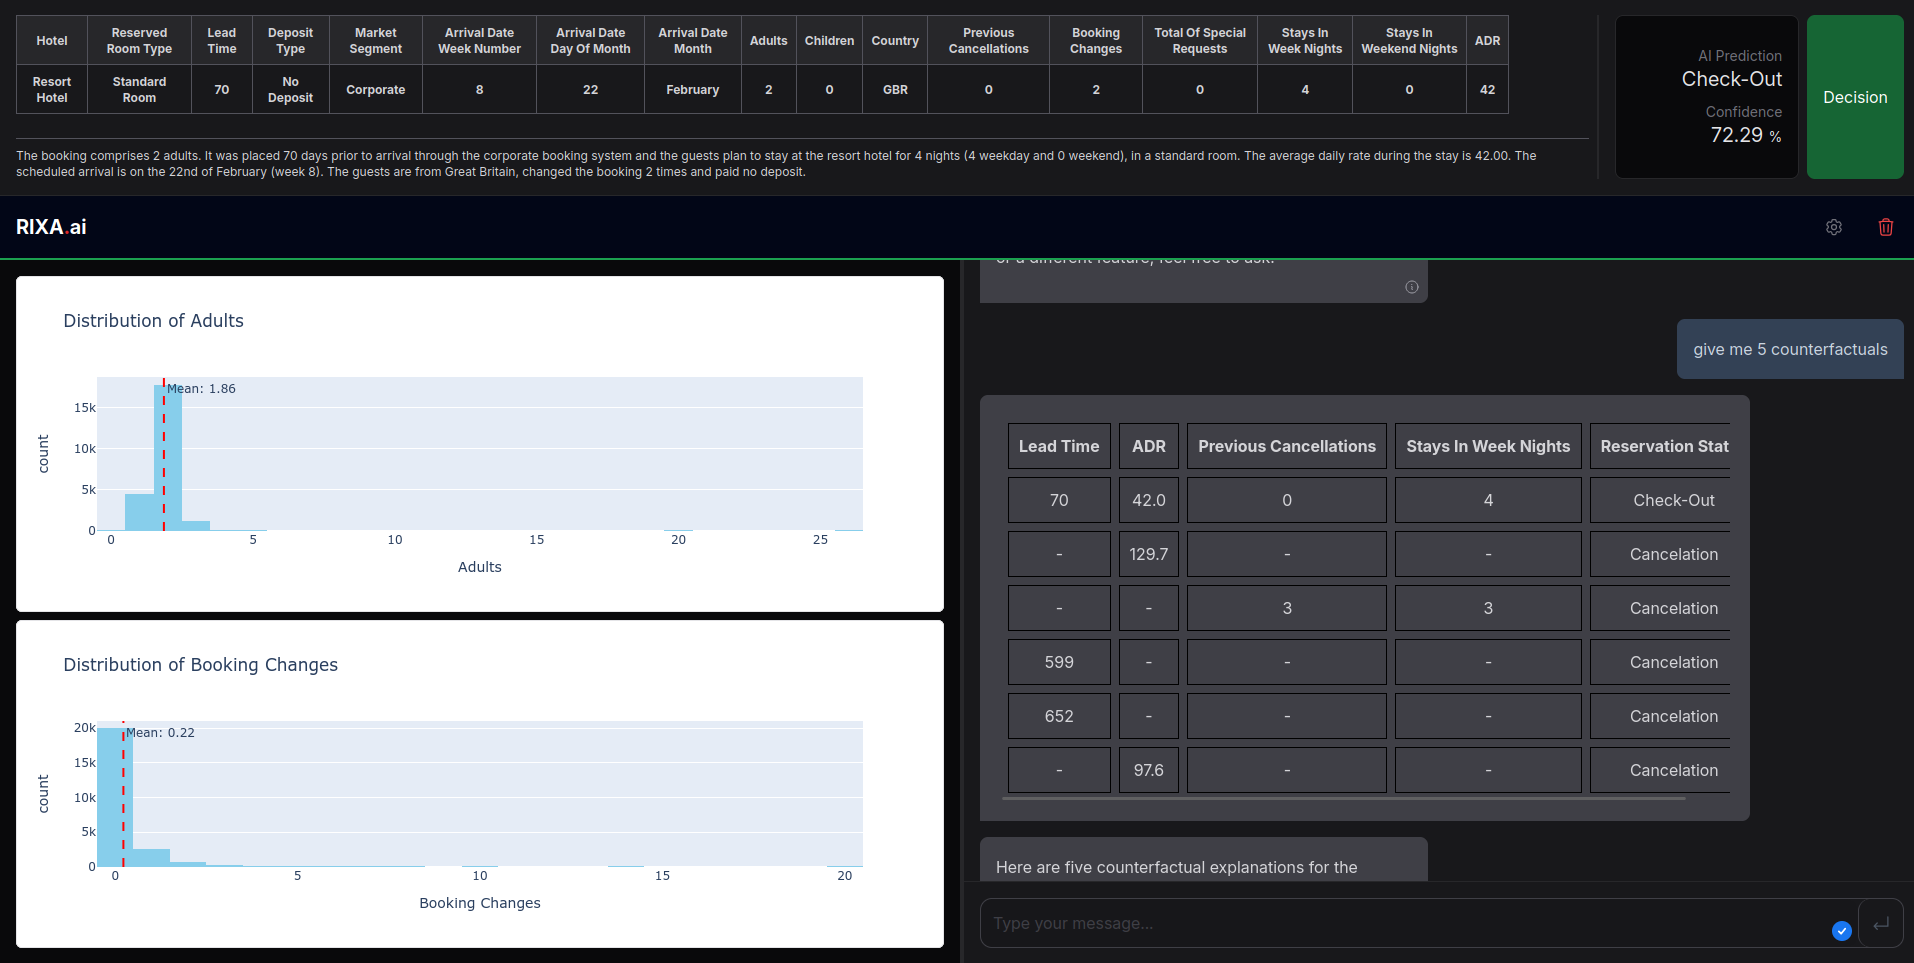 Hotel Reserved Room Type Lead Time Deposit Type Market Segment Arrival Date Week Number Arrival Date Day Of Month Arrival Date Month Adults Children Country Previous Cancellations Booking Changes Total Of Special Requests Stays In Week Nights Stays In Weekend Nights ADR
Resort Hotel Standard Room 70 No Deposit Corporate 8 22 February 2 0 GBR 0 2 0 4 0 42
The booking comprises 2 adults. It was placed 70 days prior to arrival through the corporate booking system and the guests plan to stay at the resort hotel for 4 nights (4 weekday and 0 weekend), in a standard room. The average daily rate during the stay is 42.00. The
scheduled arrival is on the 22nd of February (week 8). The guests are from Great Britain, changed the booking 2 times and paid no deposit.
AI Prediction
Check-Out
Confidence
72.29 %
Decision
RIXA.ai
Distribution of Adults
Mean: 1.86
15k
10k
5k
0
count
0 5 10 15 20 25
Adults
Distribution of Booking Changes
Mean: 0.22
20k
15k
10k
5k
0
count
0 5 10 15 20
Booking Changes
or a different feature, feel free to ask.
give me 5 counterfactuals
Lead Time ADR Previous Cancellations Stays In Week Nights Reservation Stat
70 42.0 0 4 Check-Out
- 129.7 - - Cancelation
- - 3 3 Cancelation
599 - - - Cancelation
652 - - - Cancelation
- 97.6 - - Cancelation
Here are five counterfactual explanations for the
Type your message...